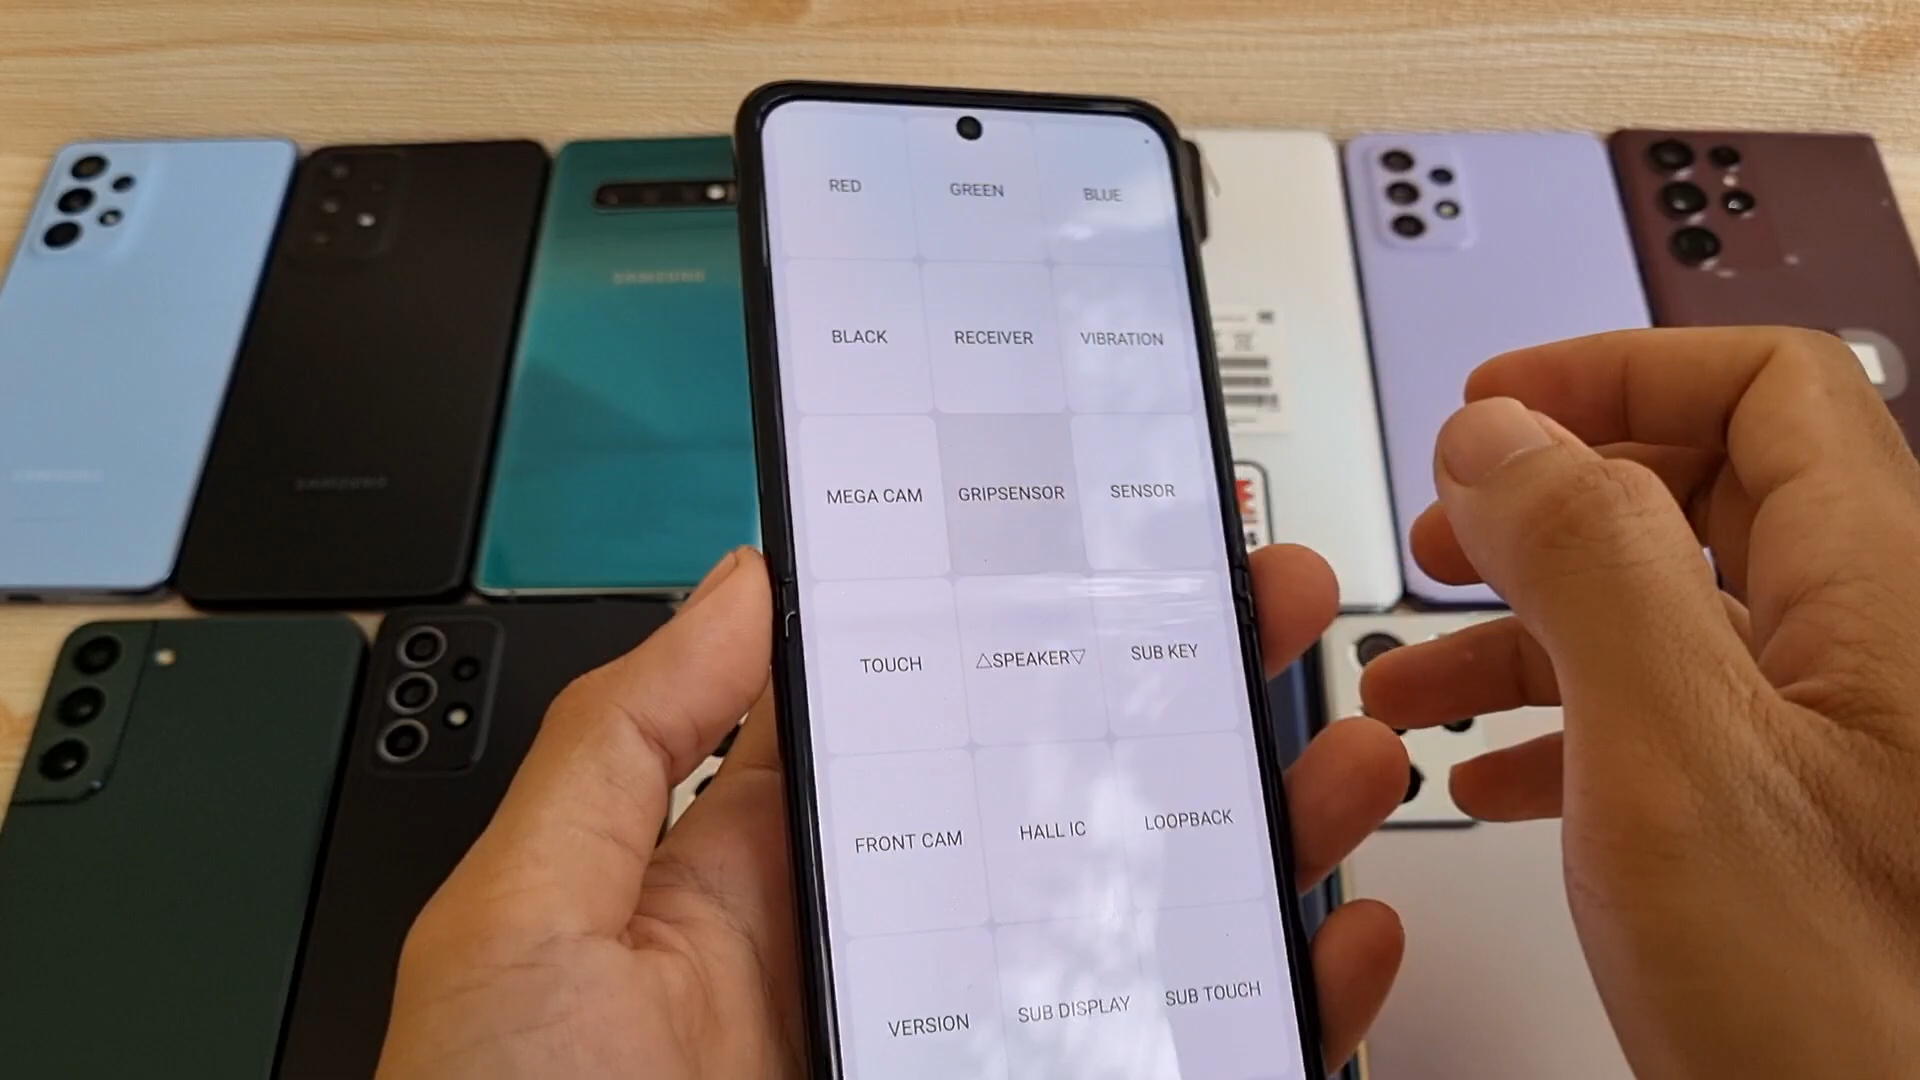 RED GREEN BLUE
BLACK RECEIVER VIBRATION
MEGA CAM GRIPSENSOR SENSOR
TOUCH △SPEAKER▽ SUB KEY
FRONT CAM HALL IC LOOPBACK
VERSION SUB DISPLAY SUB TOUCH
SAMSUNG
SAMSUNG